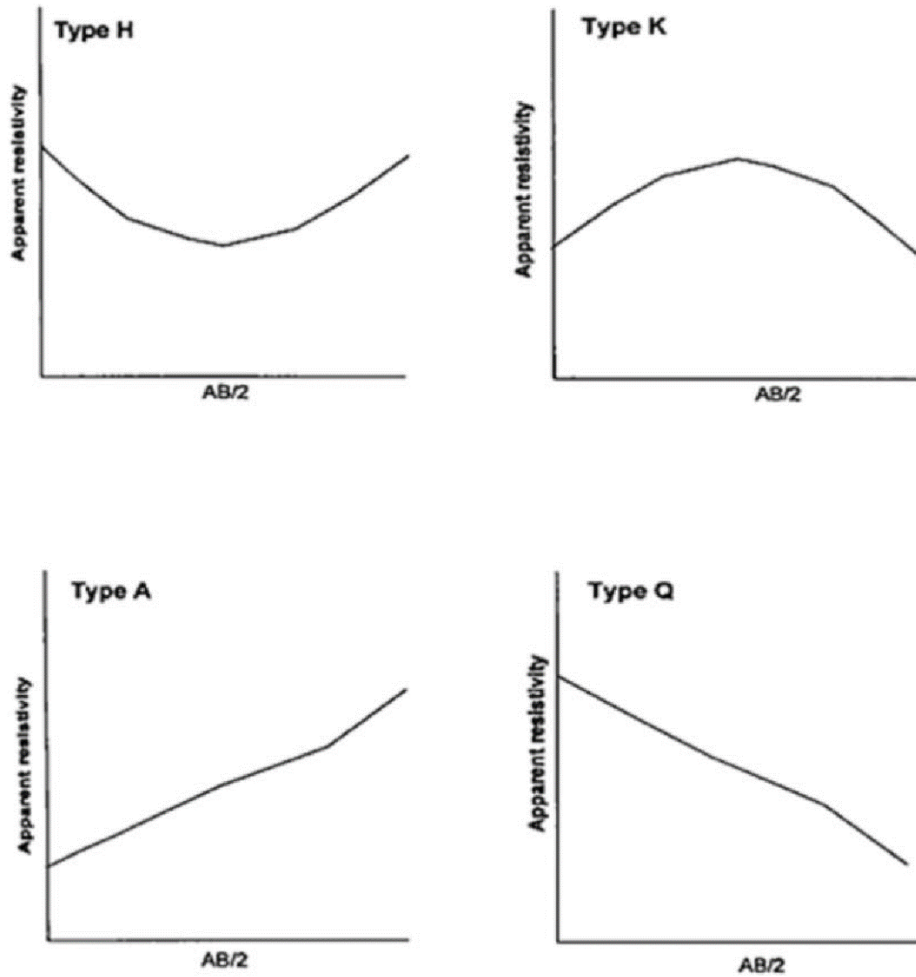 Type H
Apparent resistivity
AB/2
Type K
Apparent resistivity
AB/2
Type A
Apparent resistivity
AB/2
Type Q
Apparent resistivity
AB/2